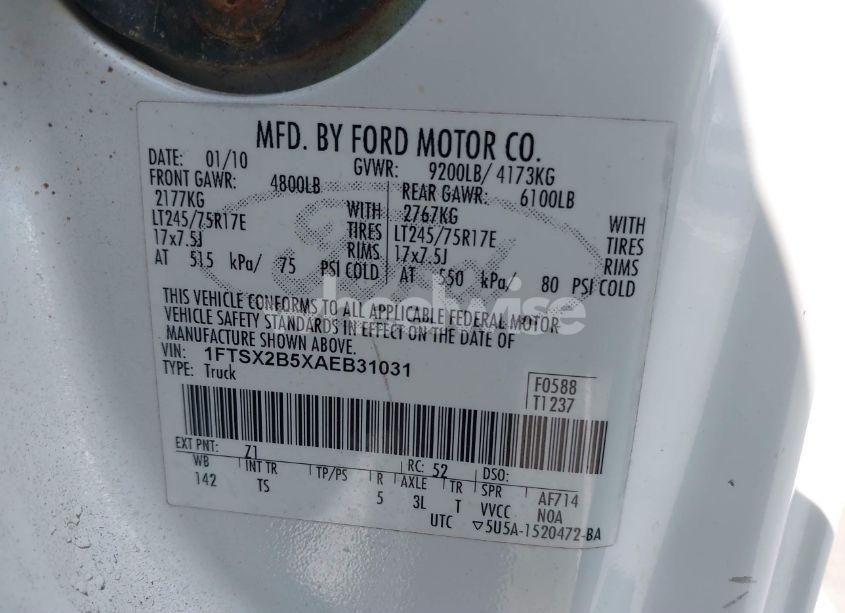 MFD. BY FORD MOTOR CO.
DATE: 01/10 GVWR: 9200LB/ 4173KG
FRONT GAWR: 4800LB REAR GAWR: 6100LB
2177KG WITH 2767KG WITH
LT245/75R17E TIRES LT245/75R17E TIRES
17x7.5J RIMS 17x7.5J RIMS
AT 515 kPa/ 75 PSI COLD AT 550 kPa/ 80 PSI COLD
THIS VEHICLE CONFORMS TO ALL APPLICABLE FEDERAL MOTOR
VEHICLE SAFETY STANDARDS IN EFFECT ON THE DATE OF
MANUFACTURE SHOWN ABOVE.
VIN: 1FTSX2B5XAEB31031
TYPE: Truck
F0588
T1237
EXT PNT: Z1 RC: 52 DSO:
WB INT TR TP/PS R AXLE TR SPR AF714
142 TS 5 3L T VVCC N0A
UTC ▽5U5A-1520472-BA